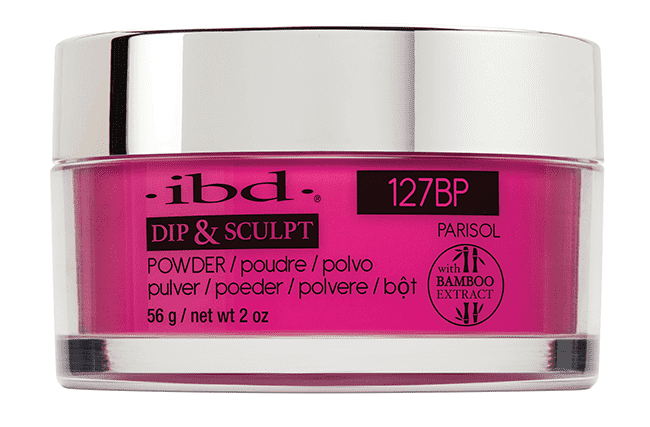 ·ibd·®
DIP & SCULPT
POWDER / poudre / polvo
pulver / poeder / polvere / bột
56 g / net wt 2 oz
127BP
PARISOL
with
BAMBOO
EXTRACT